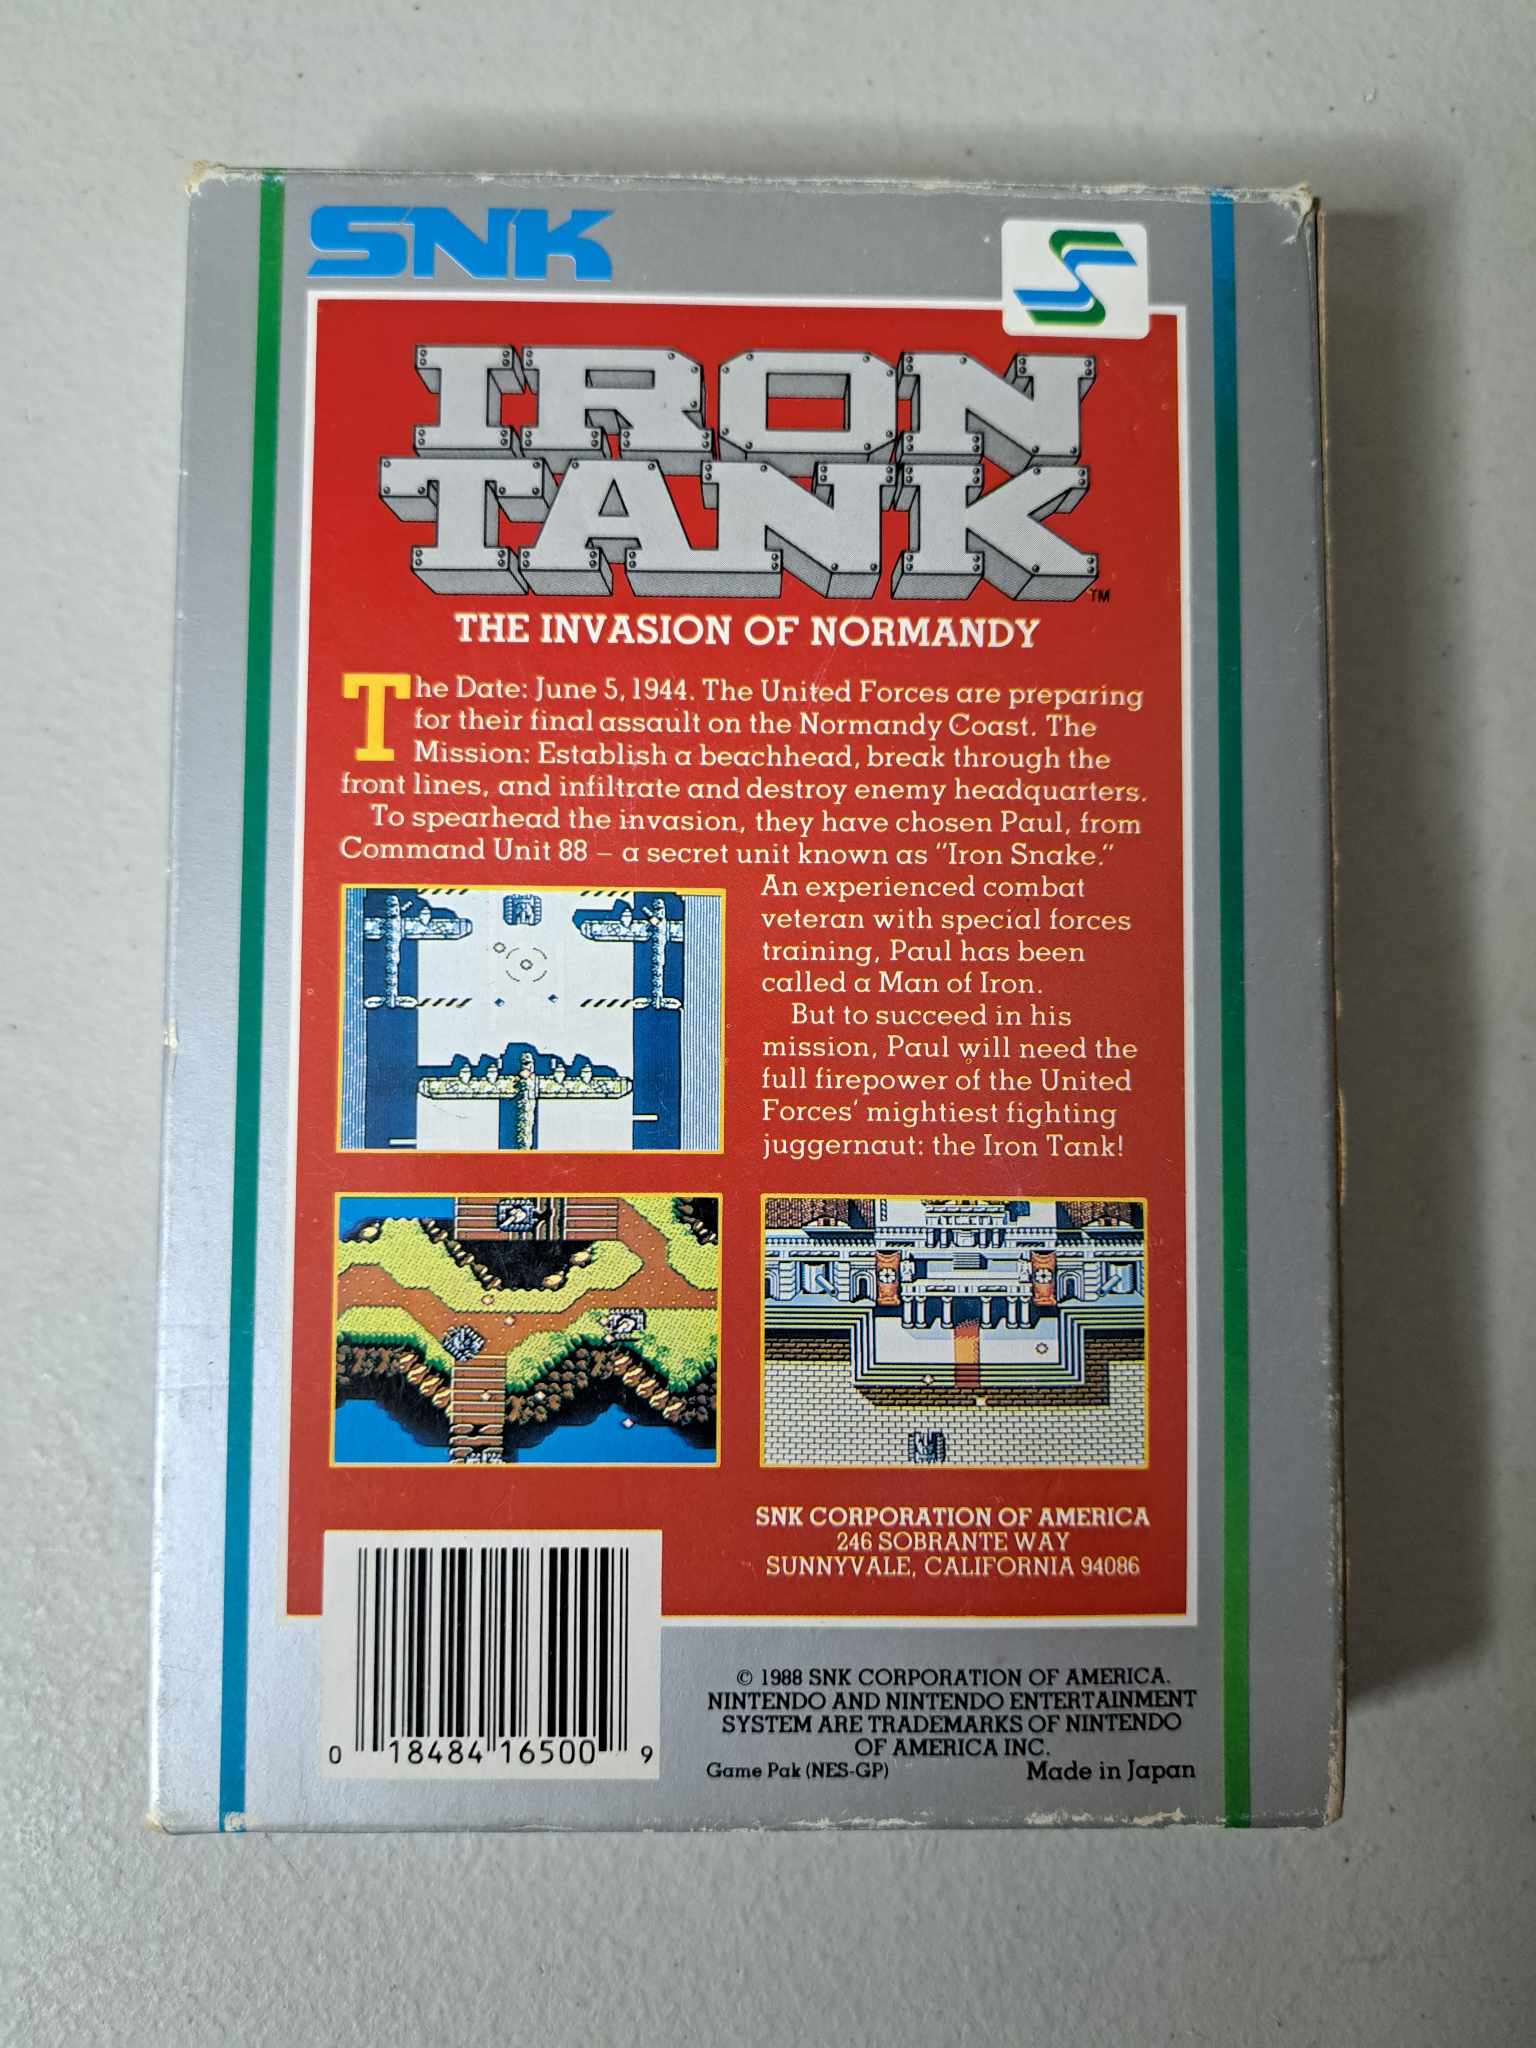 SNK
IRON
TANK™
THE INVASION OF NORMANDY
The Date: June 5, 1944. The United Forces are preparing
for their final assault on the Normandy Coast. The
Mission: Establish a beachhead, break through the
front lines, and infiltrate and destroy enemy headquarters.
To spearhead the invasion, they have chosen Paul, from
Command Unit 88 – a secret unit known as "Iron Snake."
An experienced combat
veteran with special forces
training, Paul has been
called a Man of Iron.
But to succeed in his
mission, Paul will need the
full firepower of the United
Forces' mightiest fighting
juggernaut: the Iron Tank!
SNK CORPORATION OF AMERICA
246 SOBRANTE WAY
SUNNYVALE, CALIFORNIA 94086
0 18484 16500 9
© 1988 SNK CORPORATION OF AMERICA.
NINTENDO AND NINTENDO ENTERTAINMENT
SYSTEM ARE TRADEMARKS OF NINTENDO
OF AMERICA INC.
Game Pak (NES-GP) Made in Japan